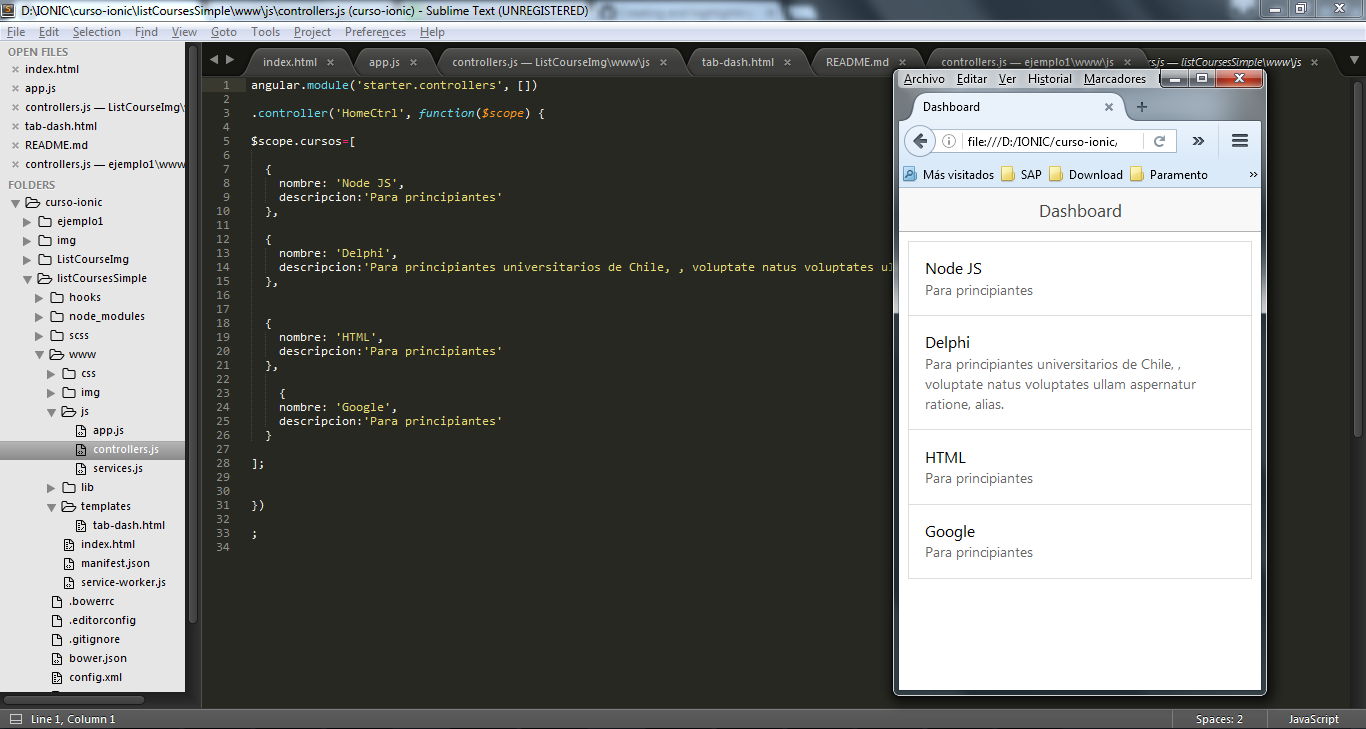 D:\IONIC\curso-ionic\listCoursesSimple\www\js\controllers.js (curso-ionic) - Sublime Text (UNREGISTERED)
File Edit Selection Find View Goto Tools Project Preferences Help
OPEN FILES
index.html
app.js
controllers.js — ListCourseImg\w
tab-dash.html
README.md
controllers.js — ejemplo1\www
FOLDERS
curso-ionic
ejemplo1
img
ListCourseImg
listCoursesSimple
hooks
node_modules
scss
www
css
img
js
app.js
controllers.js
services.js
lib
templates
tab-dash.html
index.html
manifest.json
service-worker.js
.bowerrc
.editorconfig
.gitignore
bower.json
config.xml
index.html app.js controllers.js — ListCourseImg\www\js tab-dash.html README.md controllers.js — ejemplo1\www\js rs.js — listCoursesSimple\www\js
1 angular.module('starter.controllers', [])
2
3 .controller('HomeCtrl', function($scope) {
4
5 $scope.cursos=[
6
7 {
8 nombre: 'Node JS',
9 descripcion:'Para principiantes'
10 },
11
12 {
13 nombre: 'Delphi',
14 descripcion:'Para principiantes universitarios de Chile, , voluptate natus voluptates ul
15 },
16
17
18 {
19 nombre: 'HTML',
20 descripcion:'Para principiantes'
21 },
22
23 {
24 nombre: 'Google',
25 descripcion:'Para principiantes'
26 }
27
28 ];
29
30
31 })
32
33 ;
34
Archivo Editar Ver Historial Marcadores
Dashboard
file:///D:/IONIC/curso-ionic/
Más visitados SAP Download Paramento
Dashboard
Node JS
Para principiantes
Delphi
Para principiantes universitarios de Chile, ,
voluptate natus voluptates ullam aspernatur
ratione, alias.
HTML
Para principiantes
Google
Para principiantes
Line 1, Column 1
Spaces: 2
JavaScript